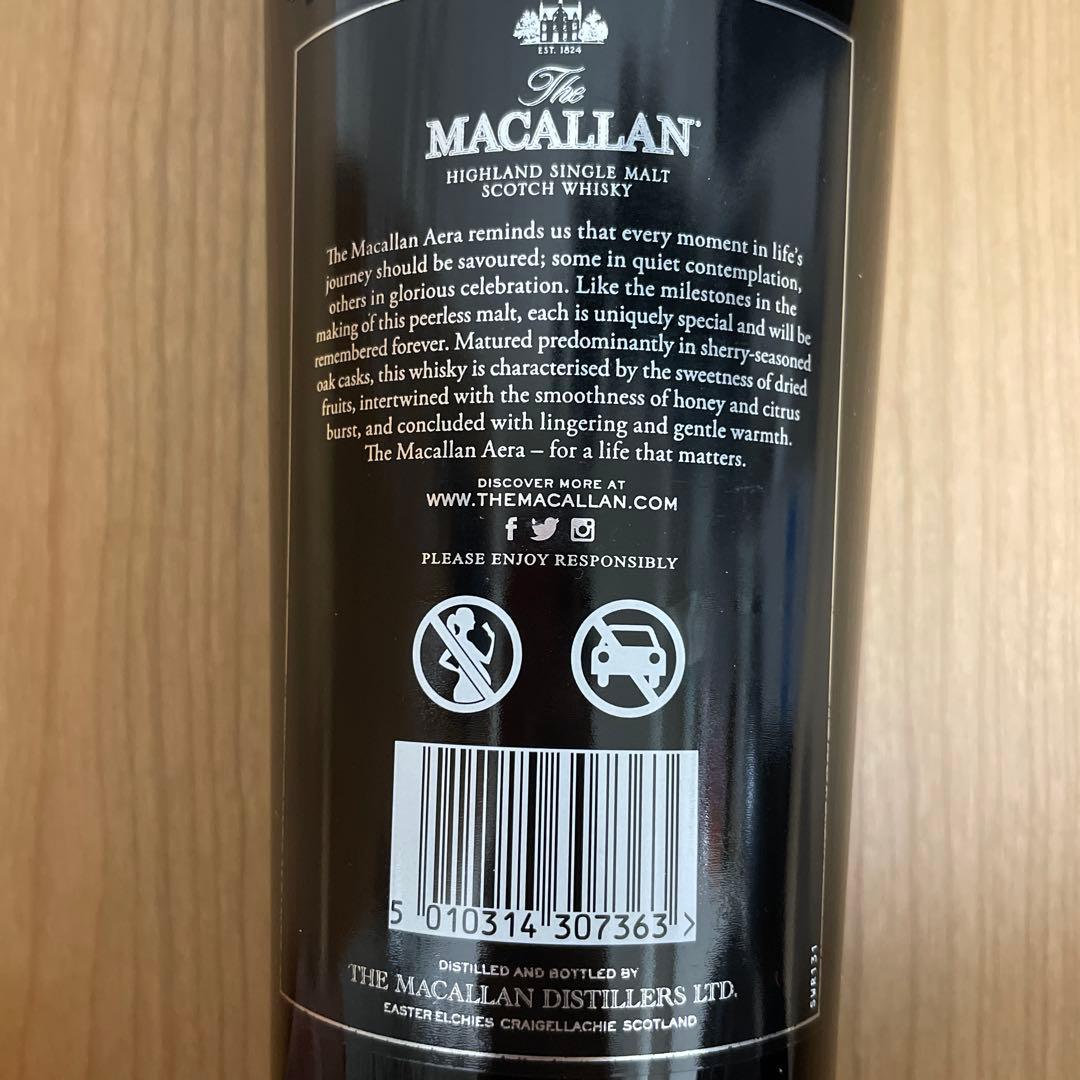 EST. 1824
The
MACALLAN
HIGHLAND SINGLE MALT
SCOTCH WHISKY
The Macallan Aera reminds us that every moment in life's
journey should be savoured; some in quiet contemplation,
others in glorious celebration. Like the milestones in the
making of this peerless malt, each is uniquely special and will be
remembered forever. Matured predominantly in sherry-seasoned
oak casks, this whisky is characterised by the sweetness of dried
fruits, intertwined with the smoothness of honey and citrus
burst, and concluded with lingering and gentle warmth.
The Macallan Aera – for a life that matters.
DISCOVER MORE AT
WWW.THEMACALLAN.COM
PLEASE ENJOY RESPONSIBLY
5 010314 307363 >
DISTILLED AND BOTTLED BY
THE MACALLAN DISTILLERS LTD.
EASTER ELCHIES CRAIGELLACHIE SCOTLAND